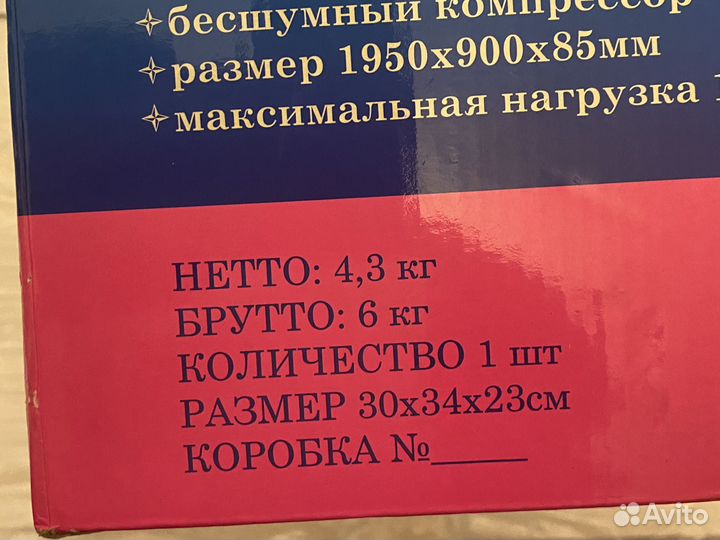 бесшумный компрессор
размер 1950х900х85мм
максимальная нагрузка
НЕТТО: 4,3 кг
БРУТТО: 6 кг
КОЛИЧЕСТВО 1 шт
РАЗМЕР 30х34х23см
КОРОБКА №_____
Avito